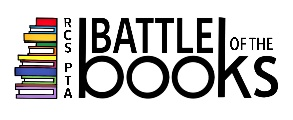 RCS PTA
BATTLE OF THE
books